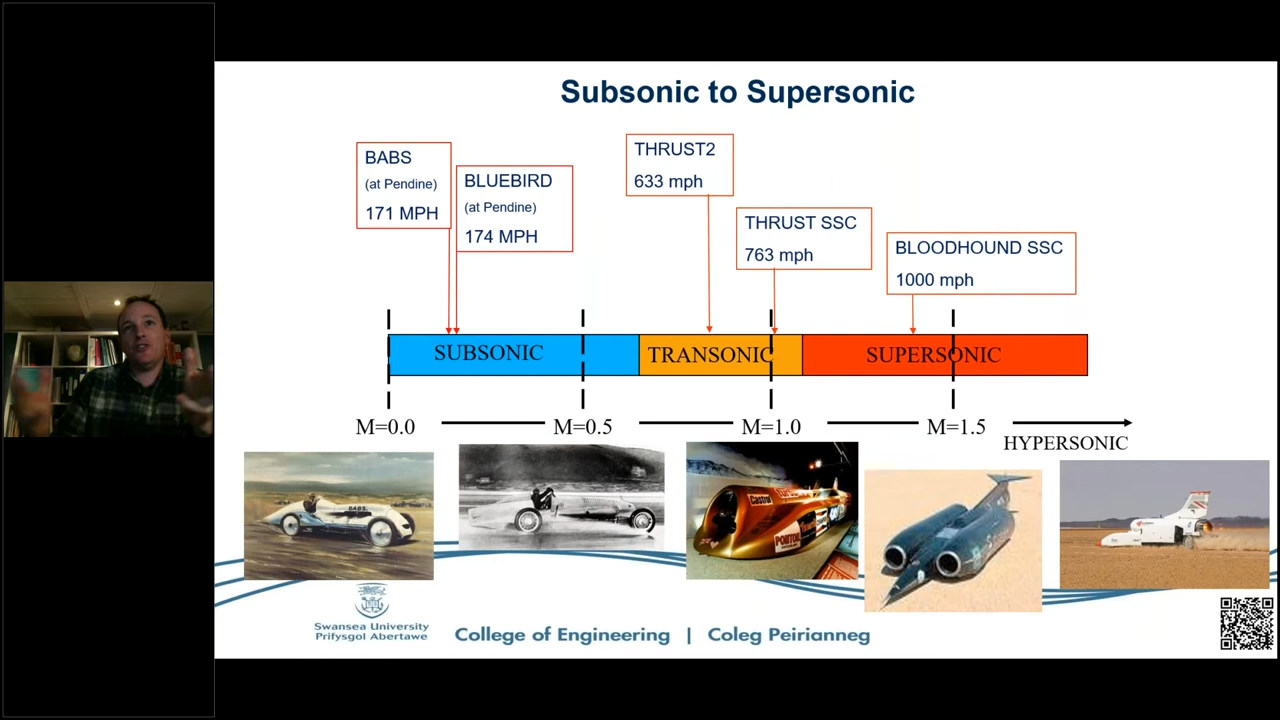 Subsonic to Supersonic
BABS
(at Pendine)
171 MPH
BLUEBIRD
(at Pendine)
174 MPH
THRUST2
633 mph
THRUST SSC
763 mph
BLOODHOUND SSC
1000 mph
SUBSONIC
TRANSONIC
SUPERSONIC
M=0.0
M=0.5
M=1.0
M=1.5
HYPERSONIC
BABS.
Castrol
Swansea University
Prifysgol Abertawe
College of Engineering | Coleg Peirianneg